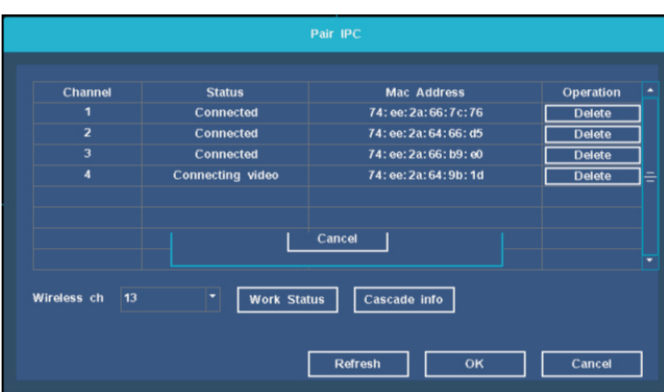 Pair IPC
Channel Status Mac Address Operation
1 Connected 74:ee:2a:66:7c:76 Delete
2 Connected 74:ee:2a:64:66:d5 Delete
3 Connected 74:ee:2a:66:b9:e0 Delete
4 Connecting video 74:ee:2a:64:9b:1d Delete
Cancel
Wireless ch 13 Work Status Cascade info
Refresh OK Cancel